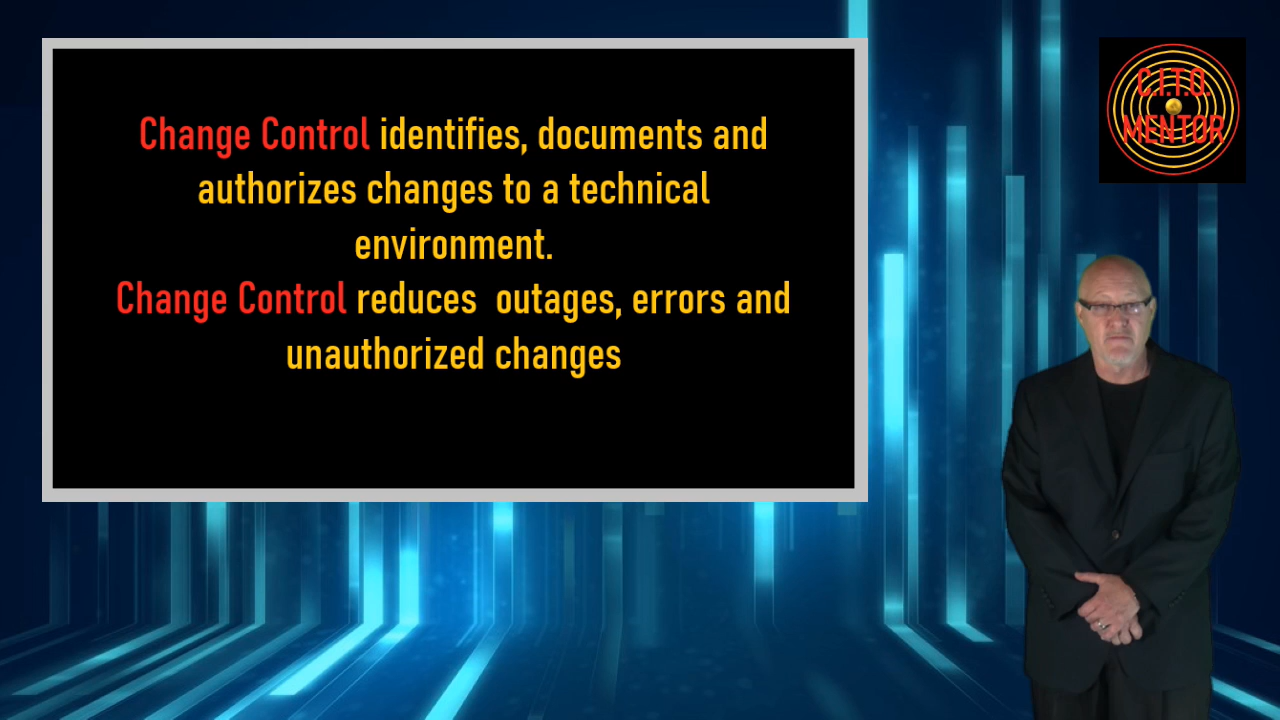 Change Control identifies, documents and
authorizes changes to a technical
environment.
Change Control reduces  outages, errors and
unauthorized changes
C.I.T.O.
MENTOR